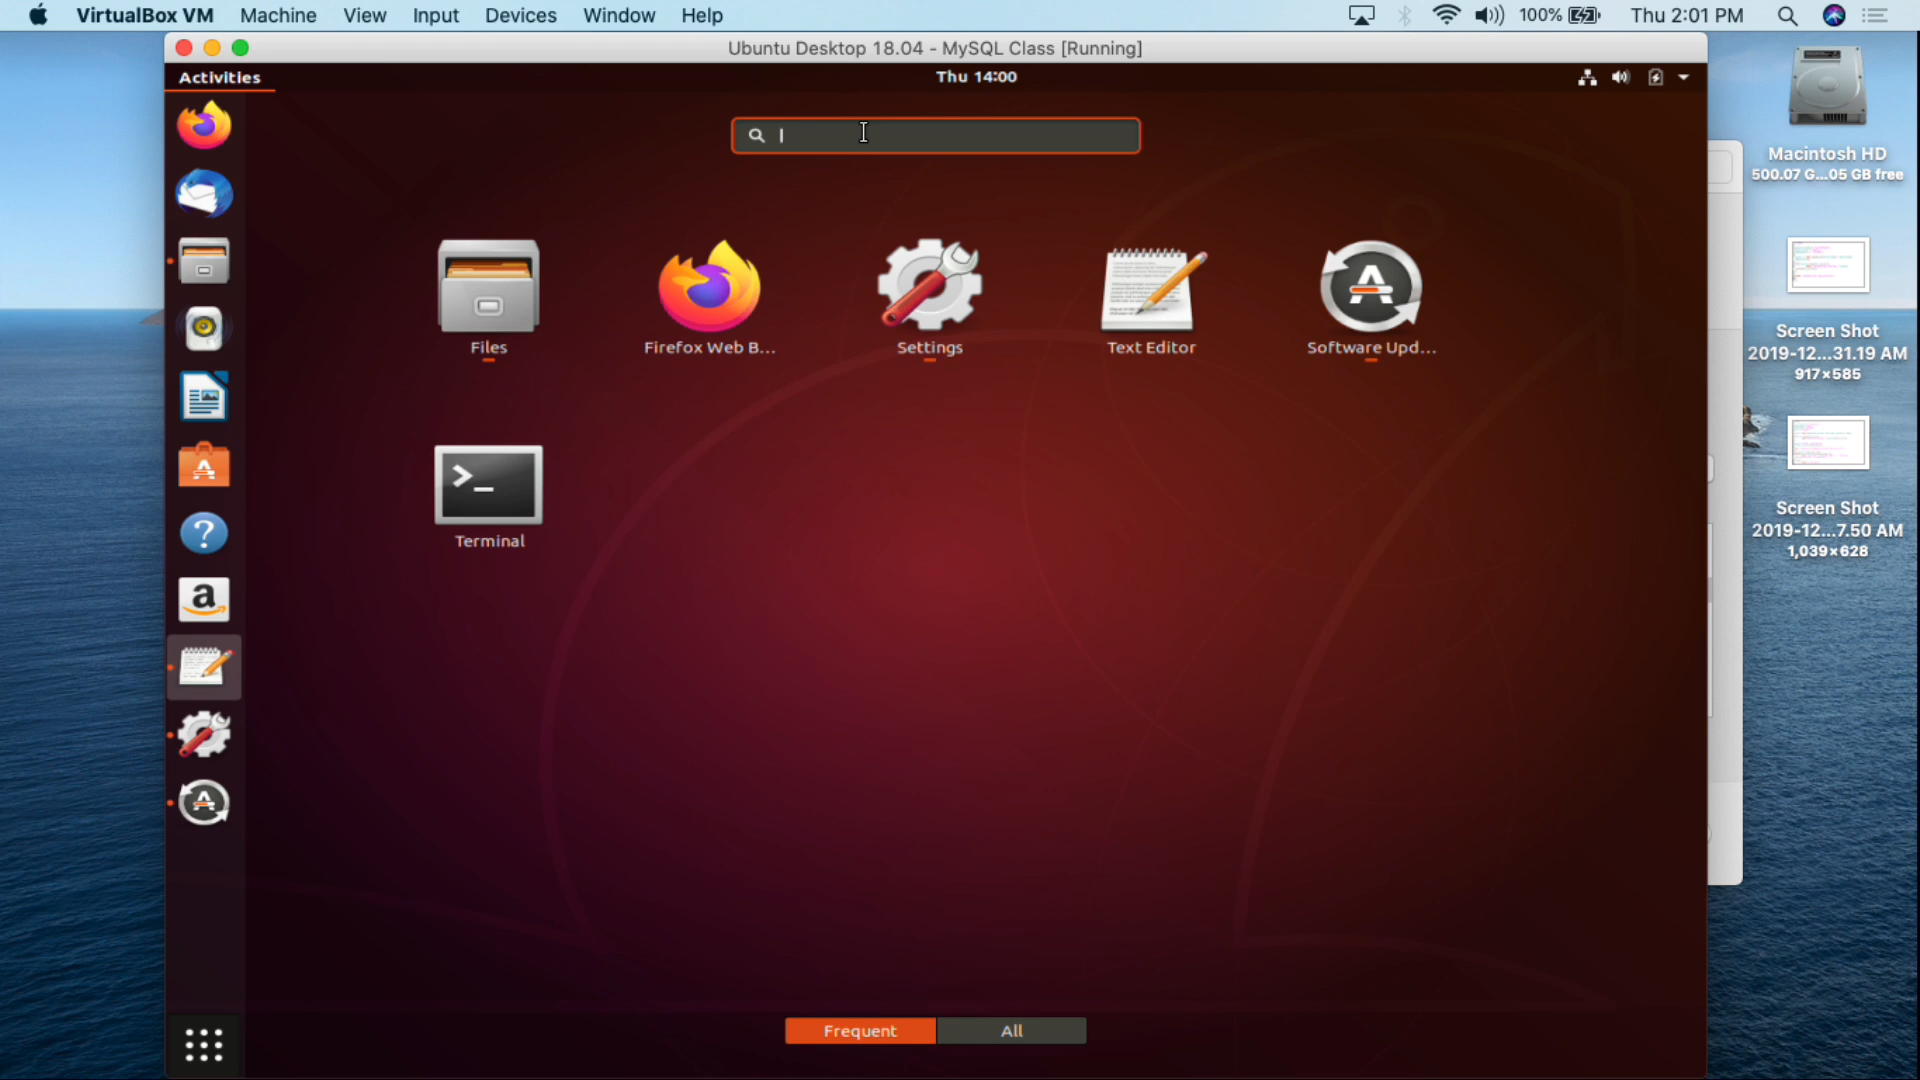 VirtualBox VM Machine View Input Devices Window Help 100% Thu 2:01 PM
Ubuntu Desktop 18.04 - MySQL Class [Running]
Activities Thu 14:00
Macintosh HD
500.07 G...05 GB free
Files Firefox Web B... Settings Text Editor Software Upd...
Screen Shot
2019-12...31.19 AM
917×585
Terminal
Screen Shot
2019-12...7.50 AM
1,039×628
Frequent All